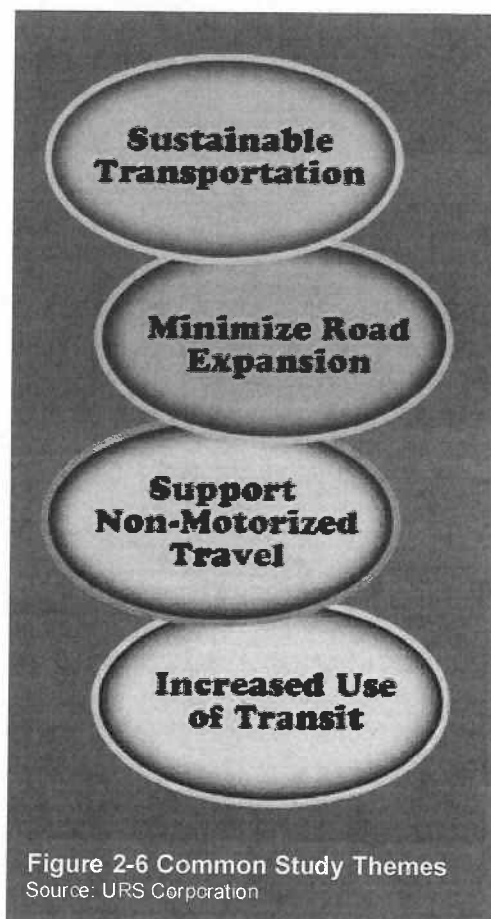 Sustainable
Transportation
Minimize Road
Expansion
Support
Non-Motorized
Travel
Increased Use
of Transit
Figure 2-6 Common Study Themes
Source: URS Corporation